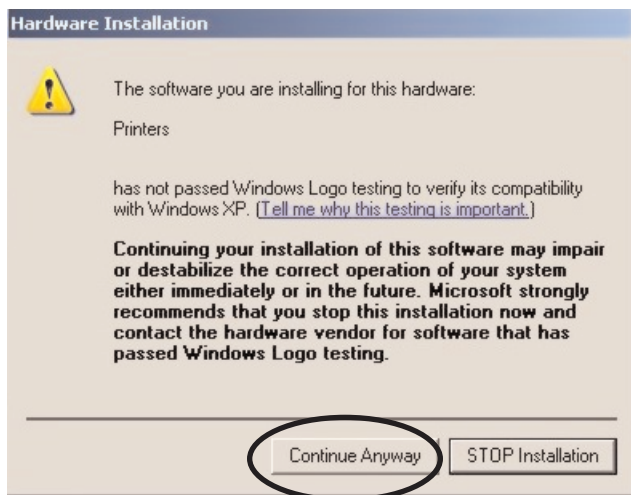 Hardware Installation
The software you are installing for this hardware:
Printers
has not passed Windows Logo testing to verify its compatibility
with Windows XP. (Tell me why this testing is important.)
Continuing your installation of this software may impair
or destabilize the correct operation of your system
either immediately or in the future. Microsoft strongly
recommends that you stop this installation now and
contact the hardware vendor for software that has
passed Windows Logo testing.
Continue Anyway STOP Installation